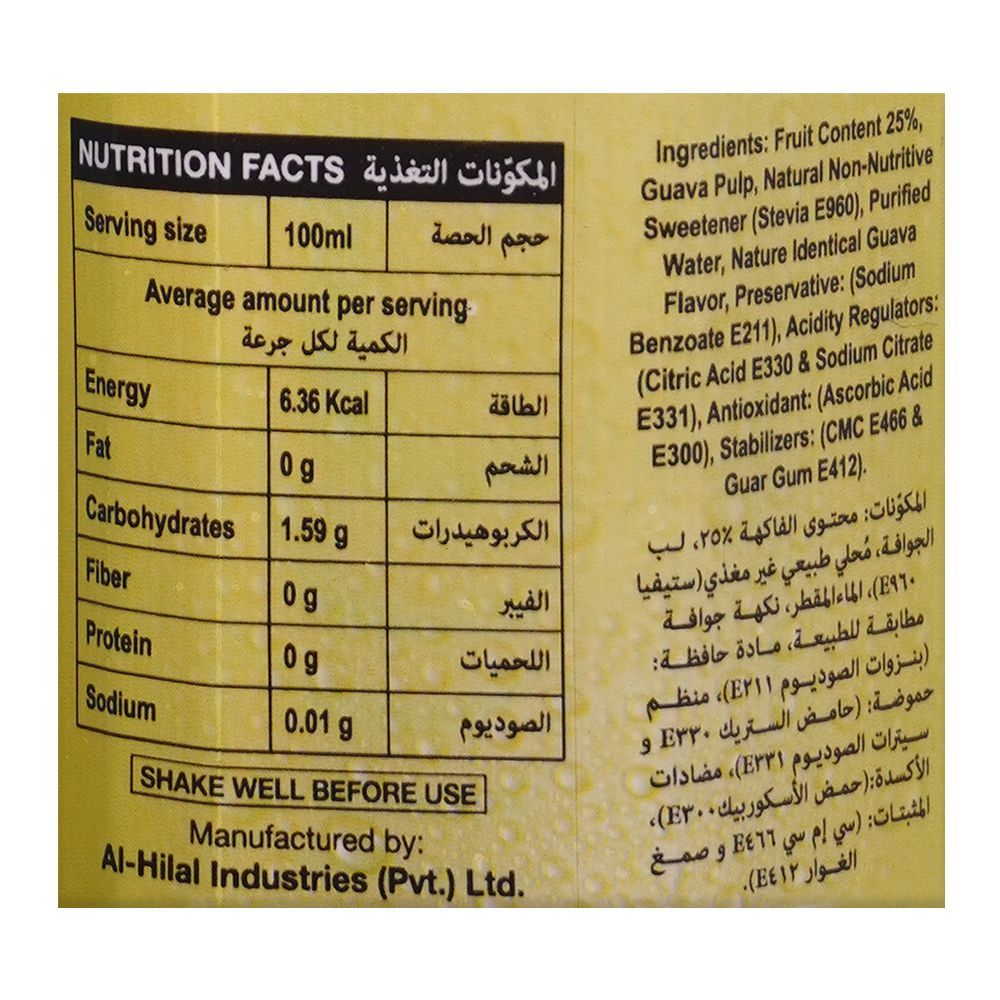 NUTRITION FACTS المكوّنات التغذية
Serving size 100ml حجم الحصة
Average amount per serving
الكمية لكل جرعة
Energy 6.36 Kcal الطاقة
Fat 0 g الشحم
Carbohydrates 1.59 g الكربوهيدرات
Fiber 0 g الفيبر
Protein 0 g اللحميات
Sodium 0.01 g الصوديوم
SHAKE WELL BEFORE USE
Manufactured by:
Al-Hilal Industries (Pvt.) Ltd.
Ingredients: Fruit Content 25%,
Guava Pulp, Natural Non-Nutritive
Sweetener (Stevia E960), Purified
Water, Nature Identical Guava
Flavor, Preservative: (Sodium
Benzoate E211), Acidity Regulators:
(Citric Acid E330 & Sodium Citrate
E331), Antioxidant: (Ascorbic Acid
E300), Stabilizers: (CMC E466 &
Guar Gum E412).
المكوّنات: محتوى الفاكهة ٢٥٪، لب
الجوافة، مُحلي طبيعي غير مغذي(ستيفيا
E٩٦٠)، الماءالمقطر، نكهة جوافة
مطابقة للطبيعة، مادة حافظة:
(بنزوات الصوديوم E٢١١)، منظم
حموضة: (حامض الستريك E٣٣٠ و
سيترات الصوديوم E٣٣١)، مضادات
الأكسدة:(حمض الأسكوربيك E٣٠٠)،
المثبتات: (سي إم سي E٤٦٦ و صمغ
الغوار E٤١٢).